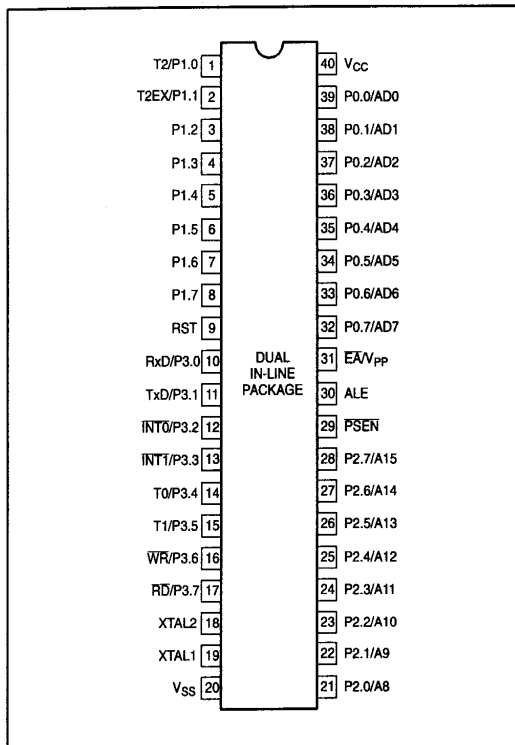 T2/P1.0 1
T2EX/P1.1 2
P1.2 3
P1.3 4
P1.4 5
P1.5 6
P1.6 7
P1.7 8
RST 9
RxD/P3.0 10
TxD/P3.1 11
I̅N̅T̅0̅/P3.2 12
I̅N̅T̅1̅/P3.3 13
T0/P3.4 14
T1/P3.5 15
W̅R̅/P3.6 16
R̅D̅/P3.7 17
XTAL2 18
XTAL1 19
VSS 20
DUAL
IN-LINE
PACKAGE
40 VCC
39 P0.0/AD0
38 P0.1/AD1
37 P0.2/AD2
36 P0.3/AD3
35 P0.4/AD4
34 P0.5/AD5
33 P0.6/AD6
32 P0.7/AD7
31 E̅A̅/VPP
30 ALE
29 P̅S̅E̅N̅
28 P2.7/A15
27 P2.6/A14
26 P2.5/A13
25 P2.4/A12
24 P2.3/A11
23 P2.2/A10
22 P2.1/A9
21 P2.0/A8